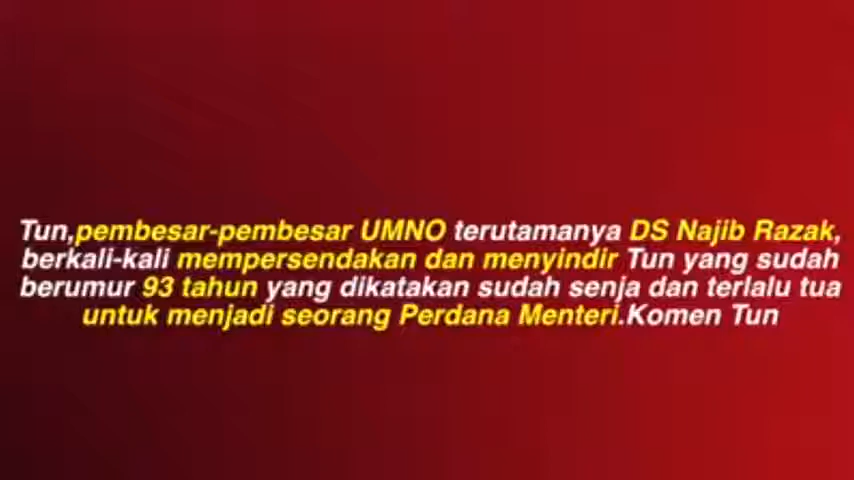 Tun,pembesar-pembesar UMNO terutamanya DS Najib Razak,
berkali-kali mempersendakan dan menyindir Tun yang sudah
berumur 93 tahun yang dikatakan sudah senja dan terlalu tua
untuk menjadi seorang Perdana Menteri.Komen Tun